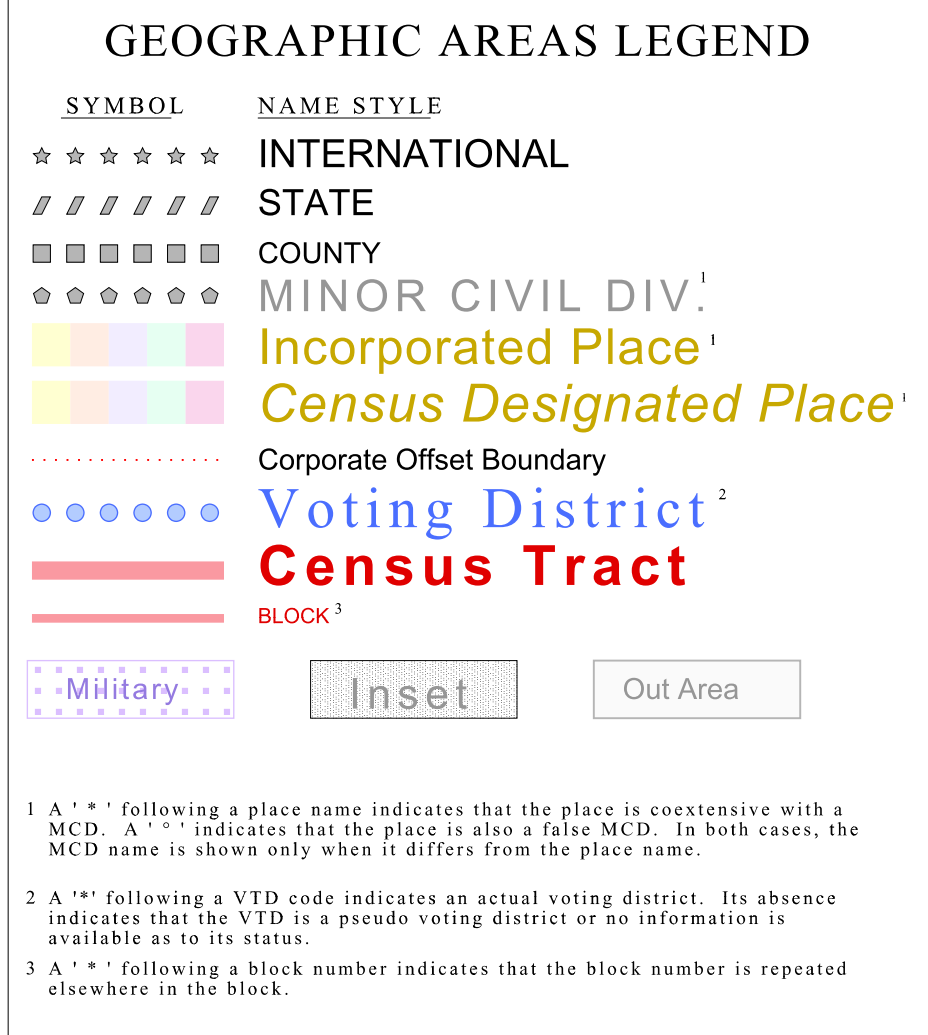 GEOGRAPHIC AREAS LEGEND
SYMBOL NAME STYLE
INTERNATIONAL
STATE
COUNTY
MINOR CIVIL DIV. 1
Incorporated Place 1
Census Designated Place 1
Corporate Offset Boundary
Voting District 2
Census Tract
BLOCK 3
Military Inset Out Area
1 A ' * ' following a place name indicates that the place is coextensive with a
MCD. A ' ° ' indicates that the place is also a false MCD. In both cases, the
MCD name is shown only when it differs from the place name.
2 A '*' following a VTD code indicates an actual voting district. Its absence
indicates that the VTD is a pseudo voting district or no information is
available as to its status.
3 A ' * ' following a block number indicates that the block number is repeated
elsewhere in the block.